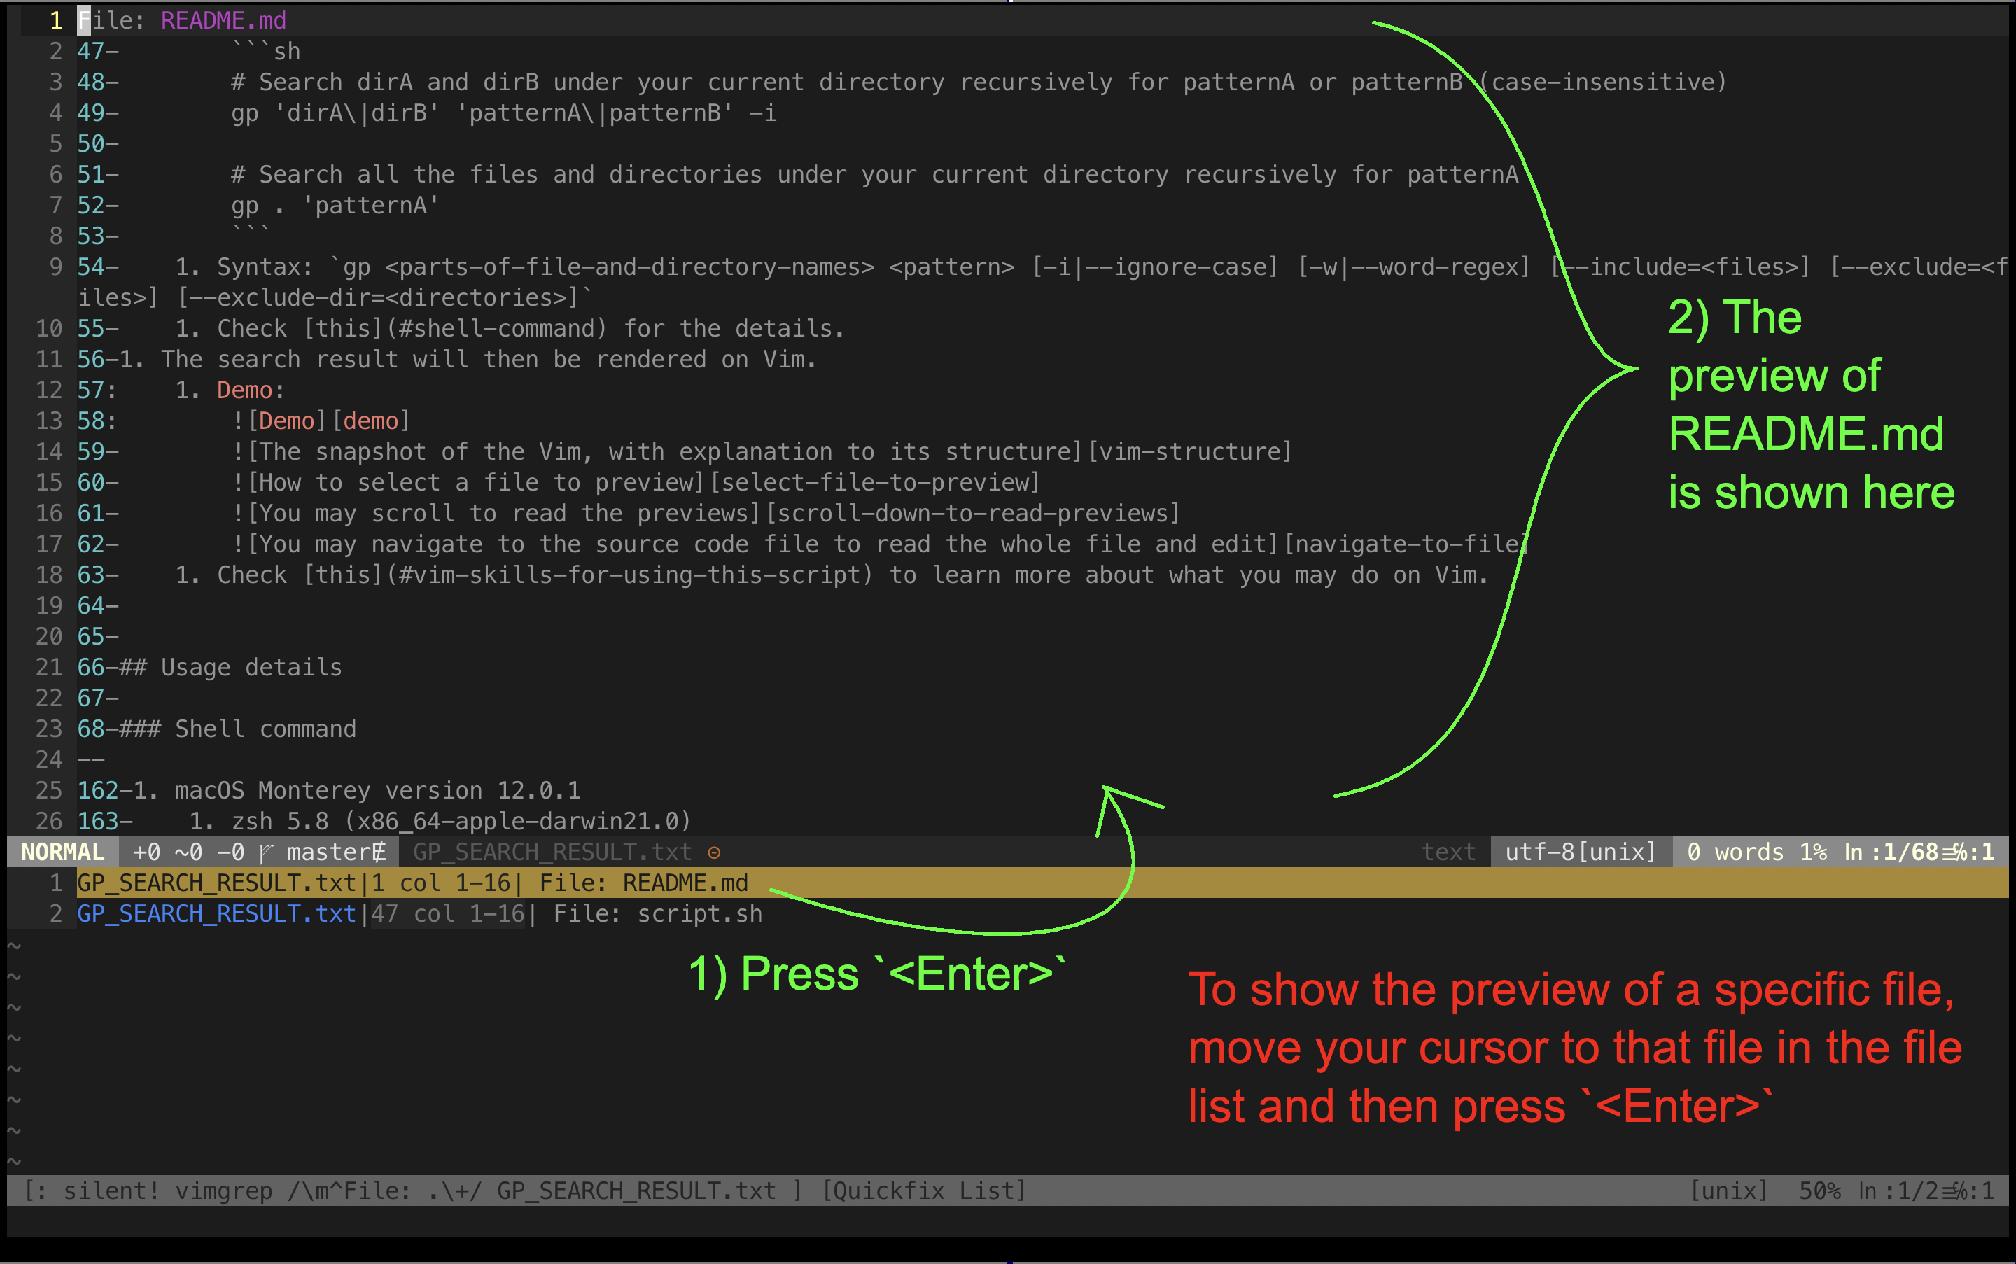 1 File: README.md
2 47-        ```sh
3 48-        # Search dirA and dirB under your current directory recursively for patternA or patternB (case-insensitive)
4 49-        gp 'dirA\|dirB' 'patternA\|patternB' -i
5 50-
6 51-        # Search all the files and directories under your current directory recursively for patternA
7 52-        gp . 'patternA'
8 53-        ```
9 54-    1. Syntax: `gp <parts-of-file-and-directory-names> <pattern> [-i|--ignore-case] [-w|--word-regex] [--include=<files>] [--exclude=<f
iles>] [--exclude-dir=<directories>]`
10 55-    1. Check [this](#shell-command) for the details.
11 56-1. The search result will then be rendered on Vim.
12 57:    1. Demo:
13 58:        ![Demo][demo]
14 59-        ![The snapshot of the Vim, with explanation to its structure][vim-structure]
15 60-        ![How to select a file to preview][select-file-to-preview]
16 61-        ![You may scroll to read the previews][scroll-down-to-read-previews]
17 62-        ![You may navigate to the source code file to read the whole file and edit][navigate-to-file]
18 63-    1. Check [this](#vim-skills-for-using-this-script) to learn more about what you may do on Vim.
19 64-
20 65-
21 66-## Usage details
22 67-
23 68-### Shell command
24 --
25 162-1. macOS Monterey version 12.0.1
26 163-    1. zsh 5.8 (x86_64-apple-darwin21.0)
2) The
preview of
README.md
is shown here
NORMAL +0 ~0 -0 master GP_SEARCH_RESULT.txt text utf-8[unix] 0 words 1% ln :1/68 ℅:1
1 GP_SEARCH_RESULT.txt|1 col 1-16| File: README.md
2 GP_SEARCH_RESULT.txt|47 col 1-16| File: script.sh
~
~
~
~
~
~
~
~
1) Press `<Enter>`
To show the preview of a specific file,
move your cursor to that file in the file
list and then press `<Enter>`
[: silent! vimgrep /\m^File: .\+/ GP_SEARCH_RESULT.txt ] [Quickfix List] [unix] 50% ln :1/2 ℅:1